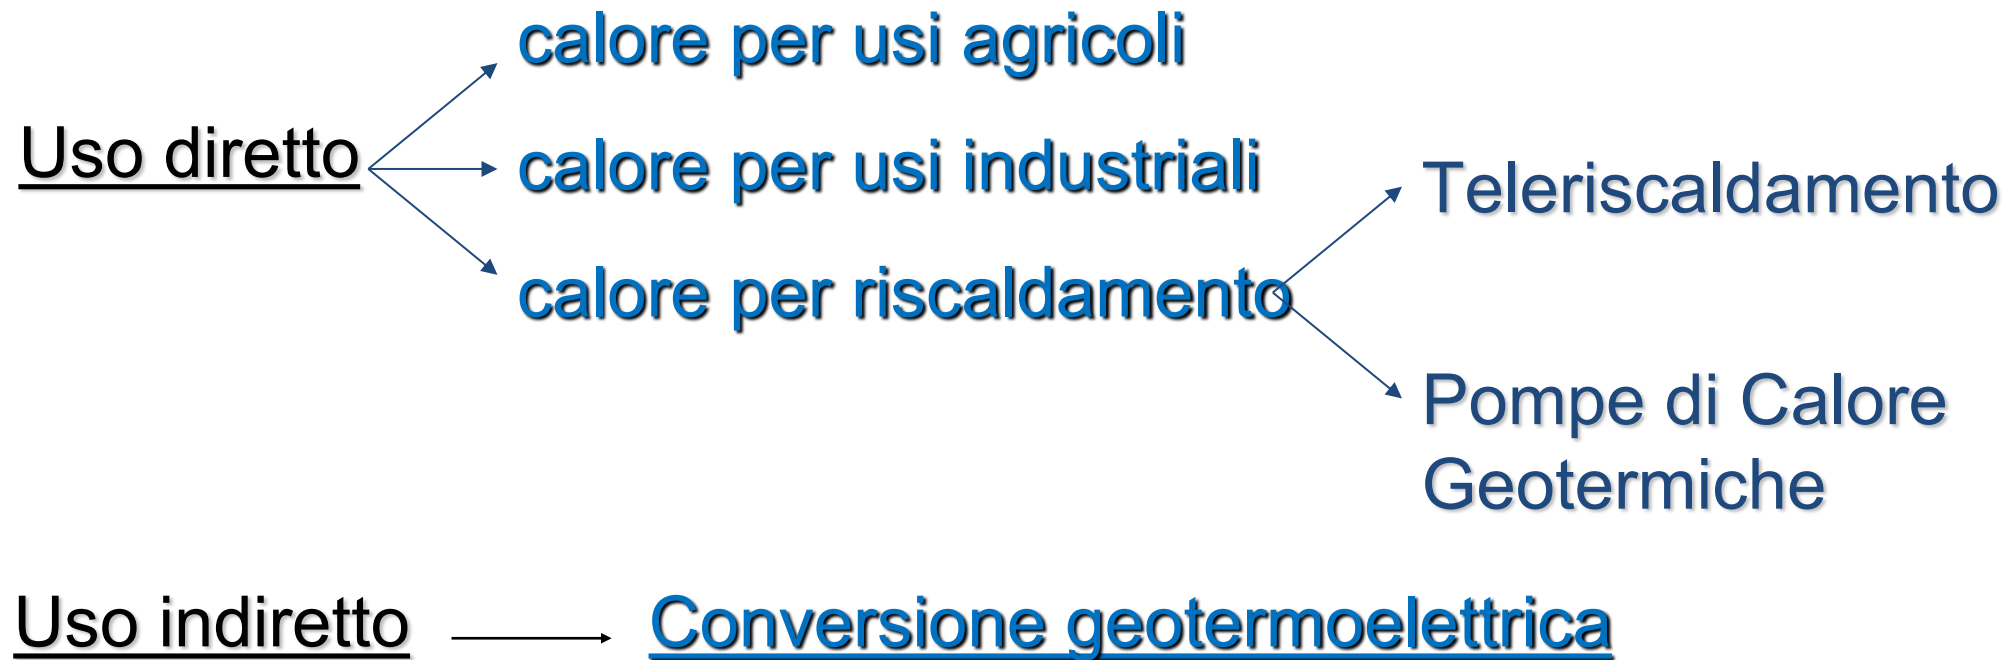 calore per usi agricoli
Uso diretto
calore per usi industriali
Teleriscaldamento
calore per riscaldamento
Pompe di Calore
Geotermiche
Uso indiretto
Conversione geotermoelettrica